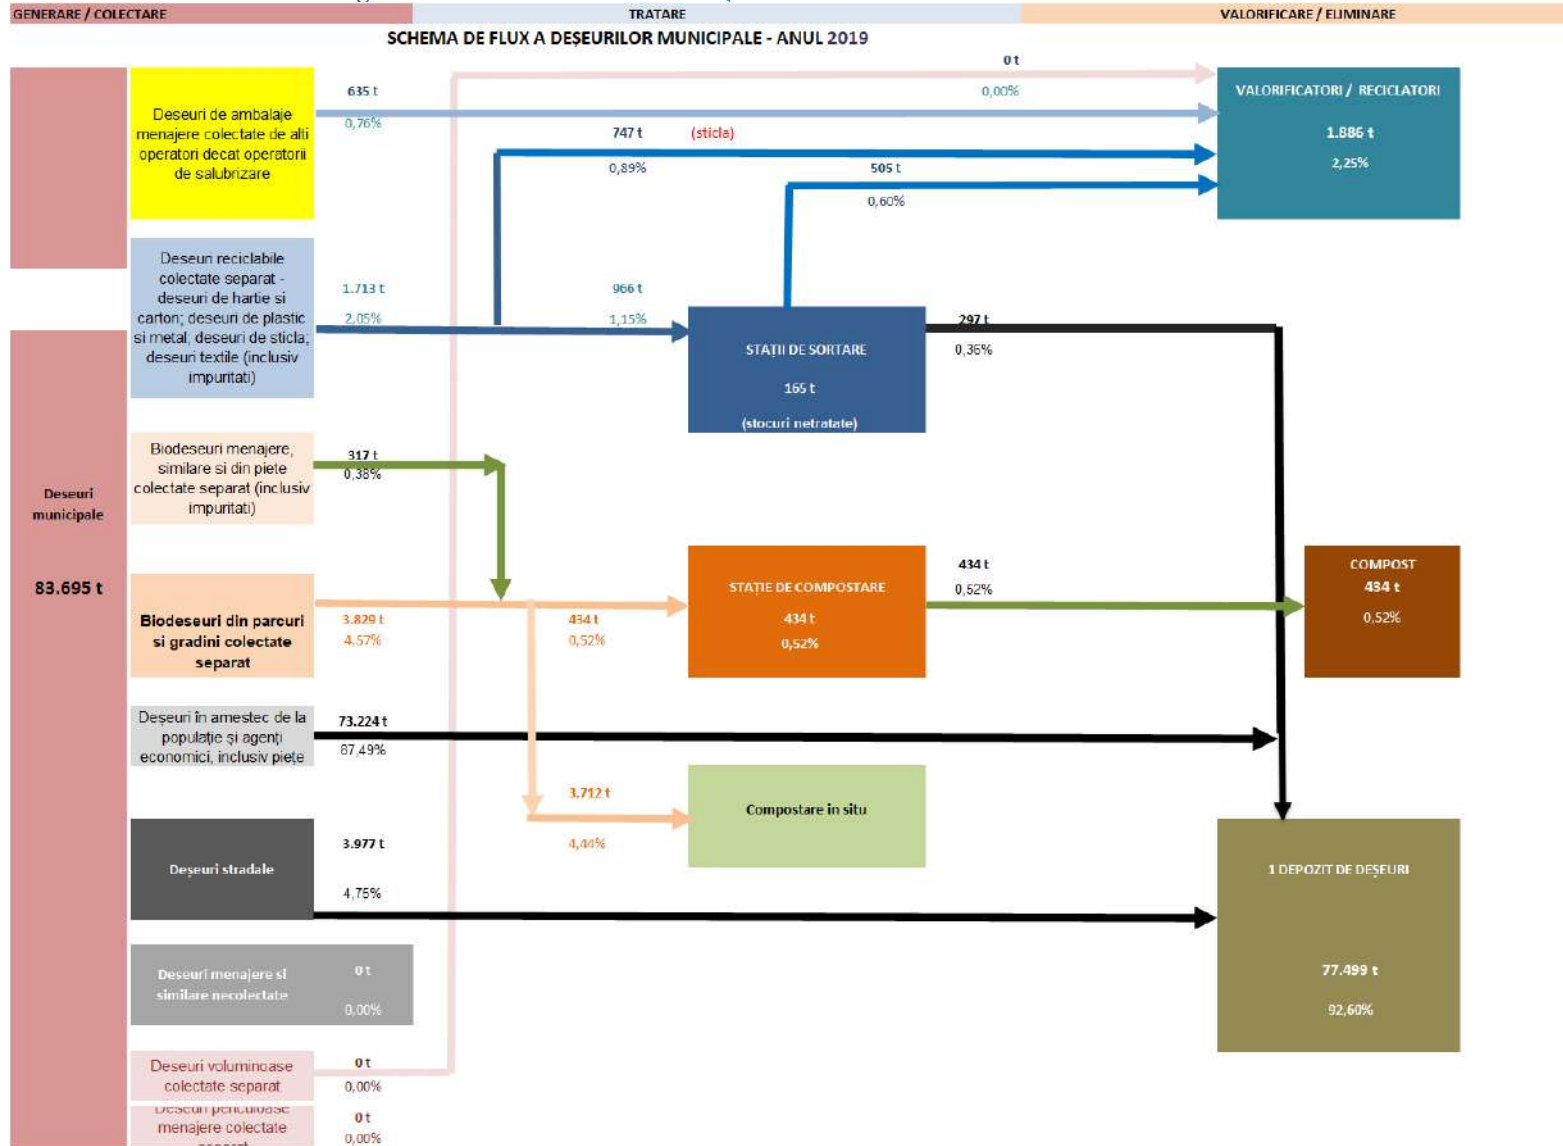 GENERARE / COLECTARE
TRATARE
VALORIFICARE / ELIMINARE
SCHEMA DE FLUX A DEȘEURILOR MUNICIPALE - ANUL 2019
Deseuri
municipale
83.695 t
Deseuri de ambalaje
menajere colectate de alti
operatori decat operatorii
de salubrizare
635 t
0,76%
0 t
0,00%
747 t
(sticla)
0,89%
505 t
0,60%
VALORIFICATORI / RECICLATORI
1.886 t
2,25%
Deseuri reciclabile
colectate separat -
deseuri de hartie si
carton; deseuri de plastic
si metal; deseuri de sticla;
deseuri textile (inclusiv
impuritati)
1.713 t
2,05%
966 t
1,15%
STAȚII DE SORTARE
165 t
(stocuri netratate)
297 t
0,36%
Biodeseuri menajere,
similare si din piete
colectate separat (inclusiv
impuritati)
317 t
0,38%
Biodeseuri din parcuri
si gradini colectate
separat
3.829 t
4,57%
434 t
0,52%
STAȚIE DE COMPOSTARE
434 t
0,52%
434 t
0,52%
COMPOST
434 t
0,52%
Deșeuri în amestec de la
populație și agenți
economici, inclusiv piețe
73.224 t
87,49%
3.712 t
4,44%
Compostare in situ
Deșeuri stradale
3.977 t
4,75%
1 DEPOZIT DE DEȘEURI
77.499 t
92,60%
Deseuri menajere si
similare necolectate
0 t
0,00%
Deseuri voluminoase
colectate separat
0 t
0,00%
Deseuri periculoase
menajere colectate
0 t
0,00%